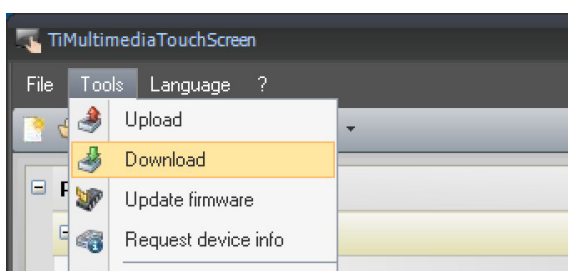 TiMultimediaTouchScreen
File Tools Language ?
Upload
Download
Update firmware
Request device info